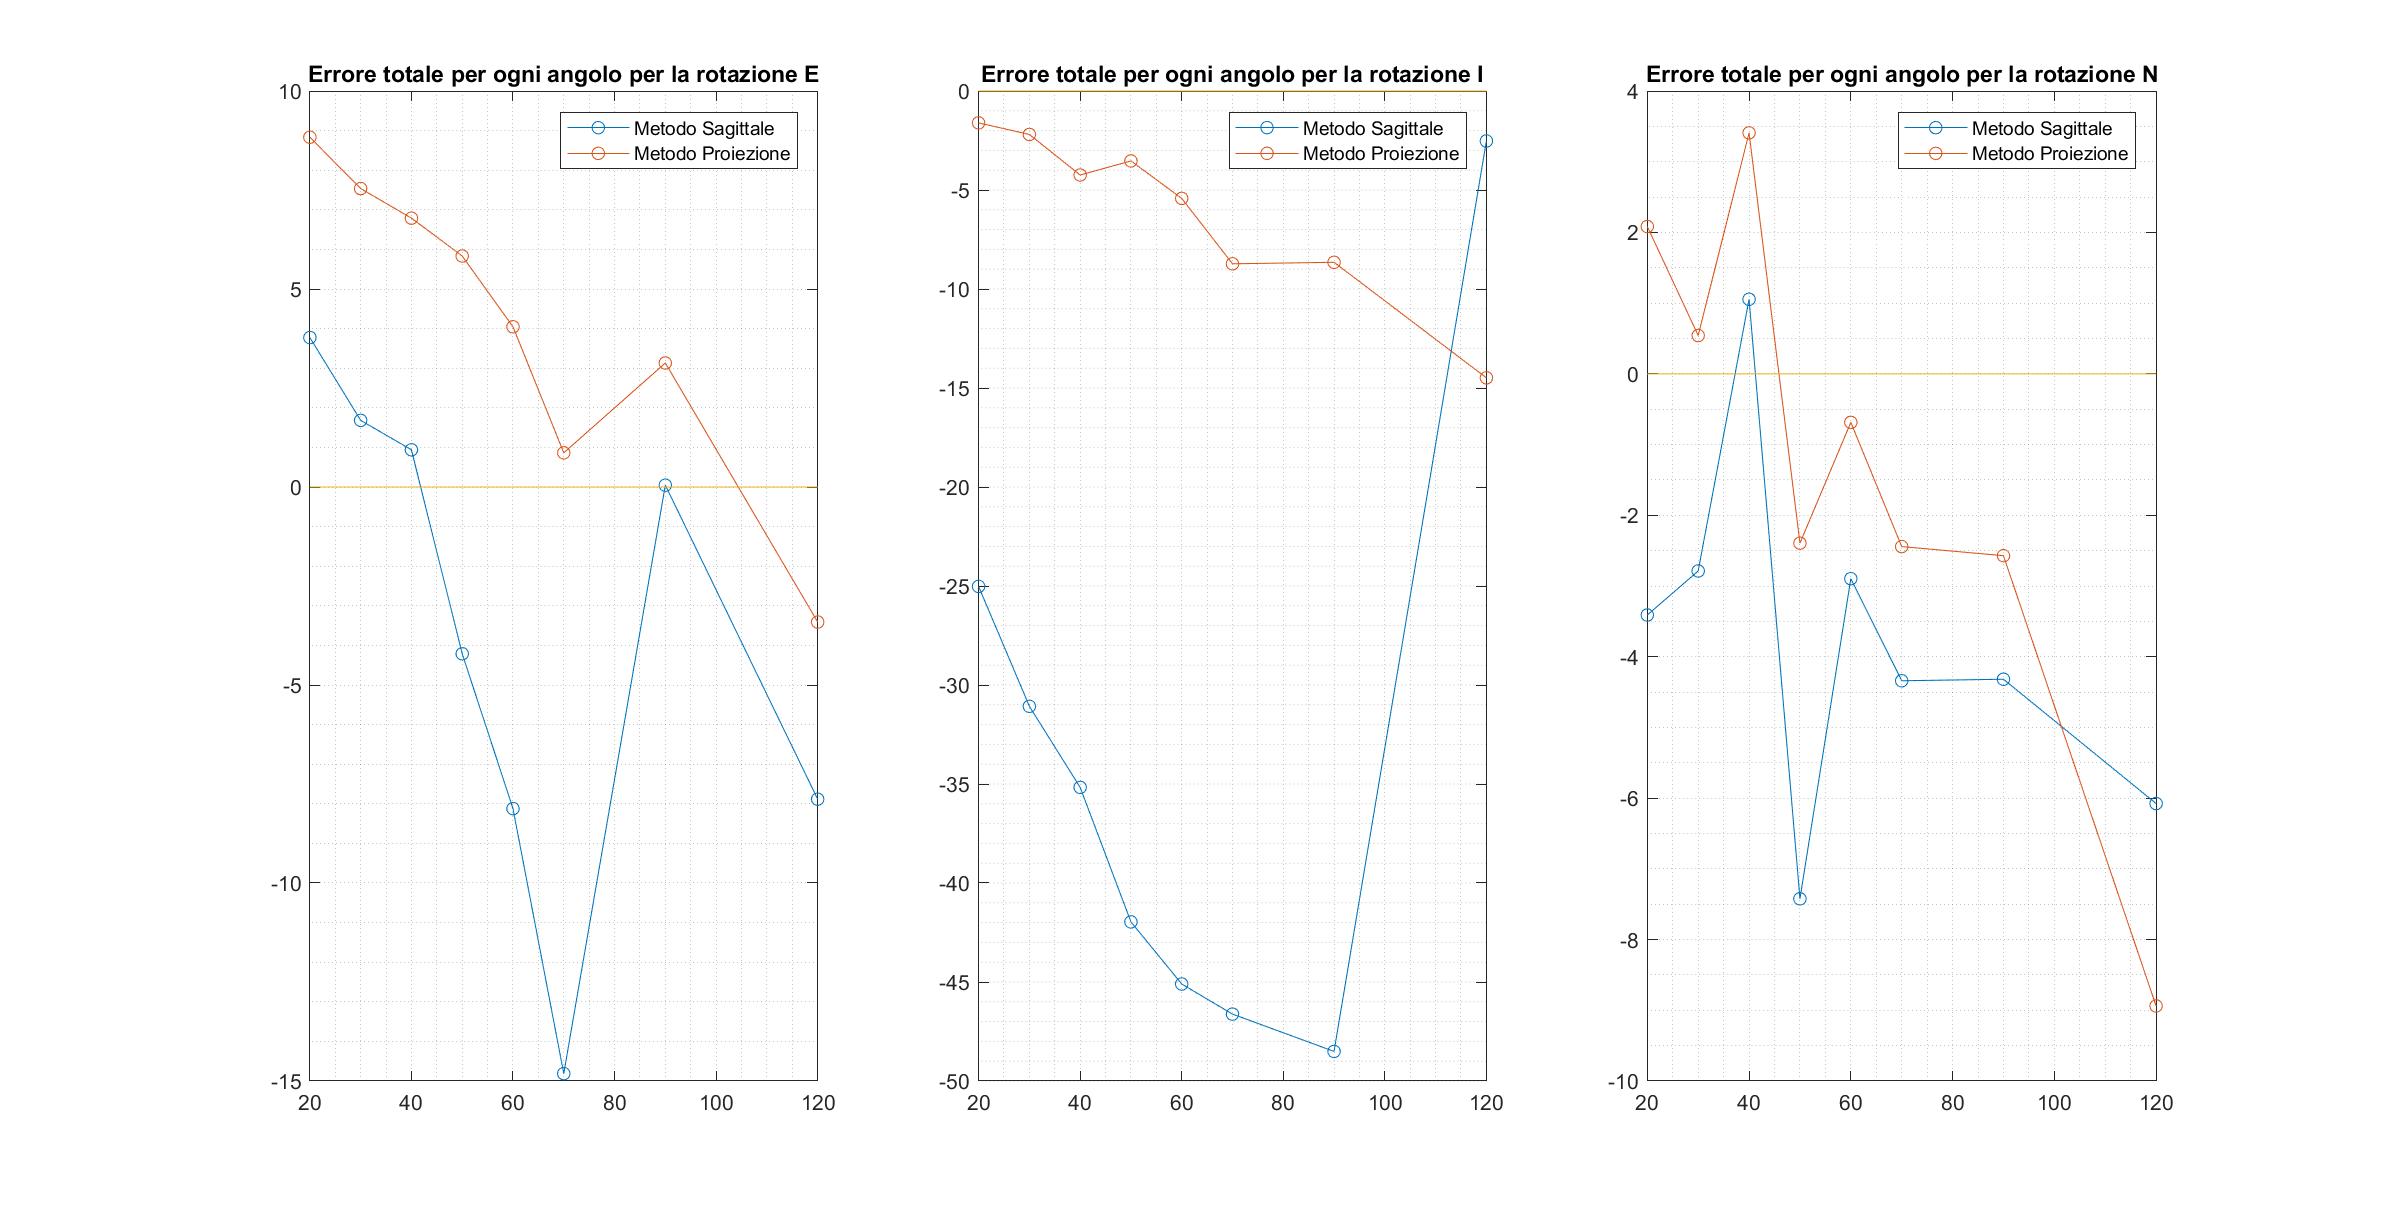 Errore totale per ogni angolo per la rotazione E
10
5
0
-5
-10
-15
20 40 60 80 100 120
Metodo Sagittale
Metodo Proiezione
Errore totale per ogni angolo per la rotazione I
0
-5
-10
-15
-20
-25
-30
-35
-40
-45
-50
20 40 60 80 100 120
Metodo Sagittale
Metodo Proiezione
Errore totale per ogni angolo per la rotazione N
4
2
0
-2
-4
-6
-8
-10
20 40 60 80 100 120
Metodo Sagittale
Metodo Proiezione